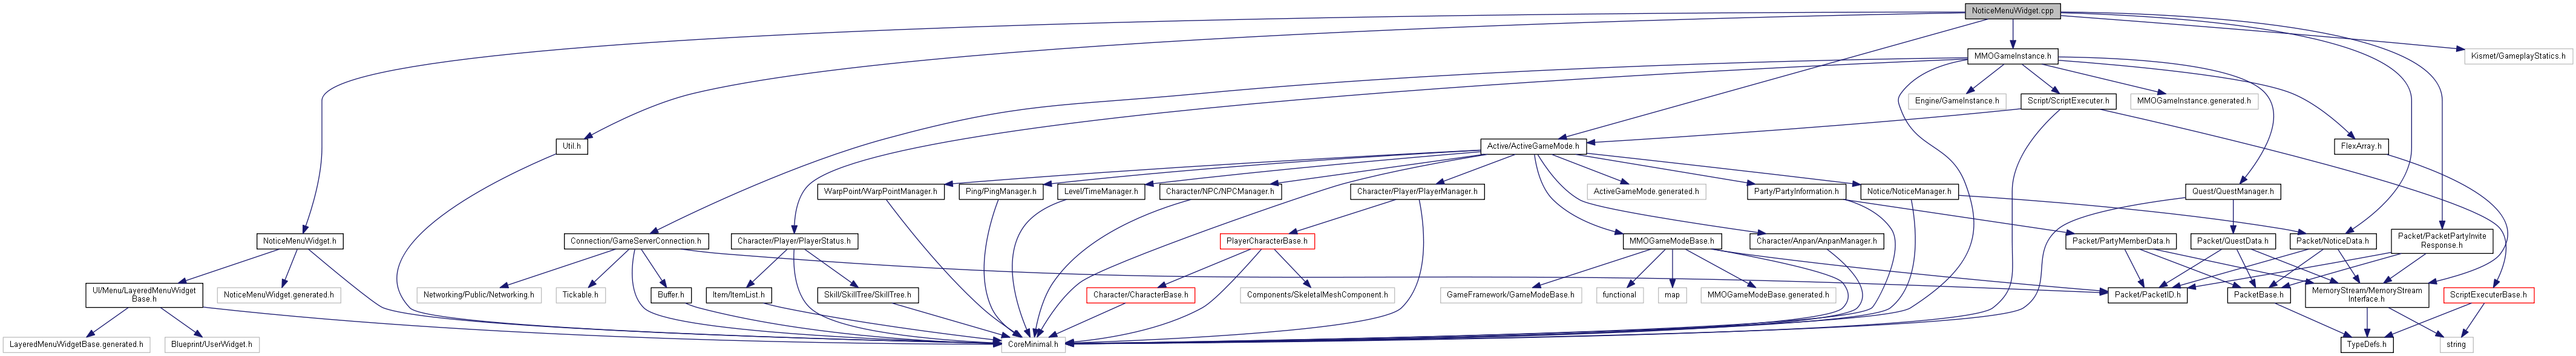 NoticeMenuWidget.cpp
MMOGameInstance.h
Kismet/GameplayStatics.h
Engine/GameInstance.h
Script/ScriptExecuter.h
MMOGameInstance.generated.h
Util.h
Active/ActiveGameMode.h
FlexArray.h
WarpPoint/WarpPointManager.h
Ping/PingManager.h
Level/TimeManager.h
Character/NPC/NPCManager.h
Character/Player/PlayerManager.h
ActiveGameMode.generated.h
Party/PartyInformation.h
Notice/NoticeManager.h
Quest/QuestManager.h
NoticeMenuWidget.h
Connection/GameServerConnection.h
Character/Player/PlayerStatus.h
PlayerCharacterBase.h
MMOGameModeBase.h
Character/Anpan/AnpanManager.h
Packet/PartyMemberData.h
Packet/QuestData.h
Packet/NoticeData.h
Packet/PacketPartyInvite
Response.h
UI/Menu/LayeredMenuWidget
Base.h
NoticeMenuWidget.generated.h
Networking/Public/Networking.h
Tickable.h
Buffer.h
Item/ItemList.h
Skill/SkillTree/SkillTree.h
Character/CharacterBase.h
Components/SkeletalMeshComponent.h
GameFramework/GameModeBase.h
functional
map
MMOGameModeBase.generated.h
Packet/PacketID.h
PacketBase.h
MemoryStream/MemoryStream
Interface.h
ScriptExecuterBase.h
LayeredMenuWidgetBase.generated.h
Blueprint/UserWidget.h
CoreMinimal.h
TypeDefs.h
string